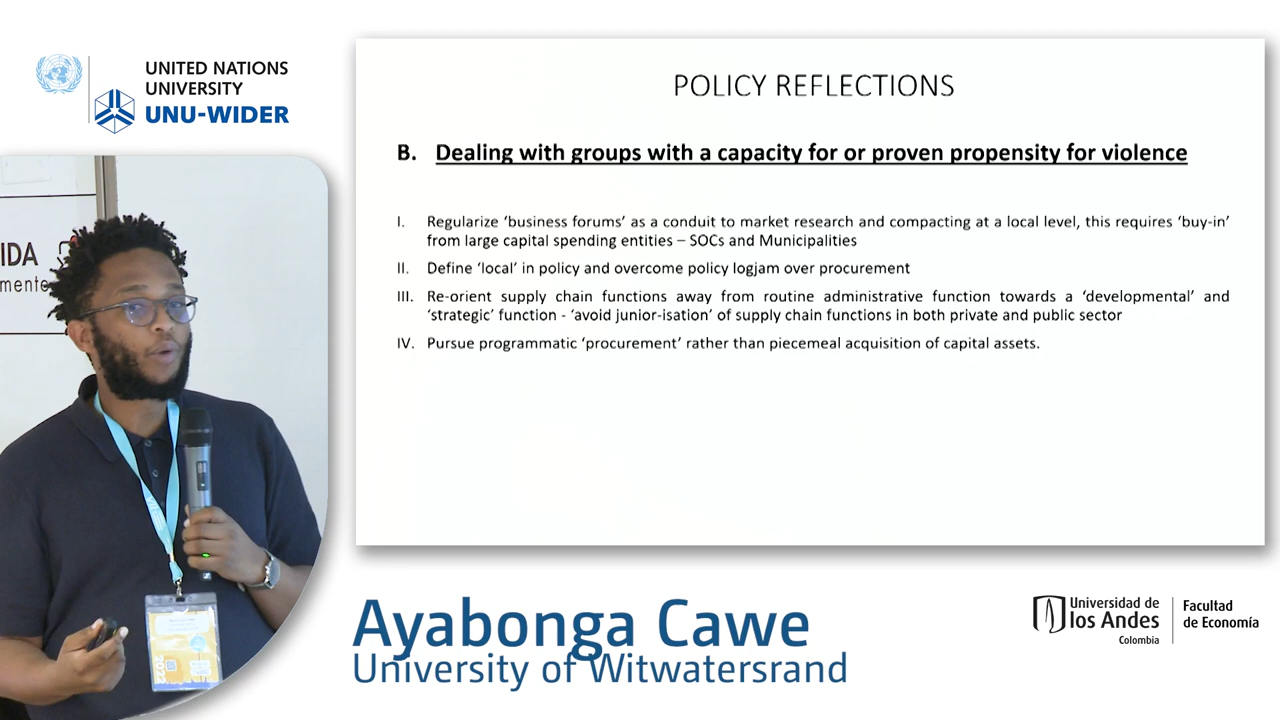 UNITED NATIONS
UNIVERSITY
UNU-WIDER
IDA
mento
POLICY REFLECTIONS
B. Dealing with groups with a capacity for or proven propensity for violence
I. Regularize ‘business forums’ as a conduit to market research and compacting at a local level, this requires ‘buy-in’
from large capital spending entities – SOCs and Municipalities
II. Define ‘local’ in policy and overcome policy logjam over procurement
III. Re-orient supply chain functions away from routine administrative function towards a ‘developmental’ and
‘strategic’ function - ‘avoid junior-isation’ of supply chain functions in both private and public sector
IV. Pursue programmatic ‘procurement’ rather than piecemeal acquisition of capital assets.
Ayabonga Cawe
University of Witwatersrand
Universidad de
los Andes
Colombia
Facultad
de Economía